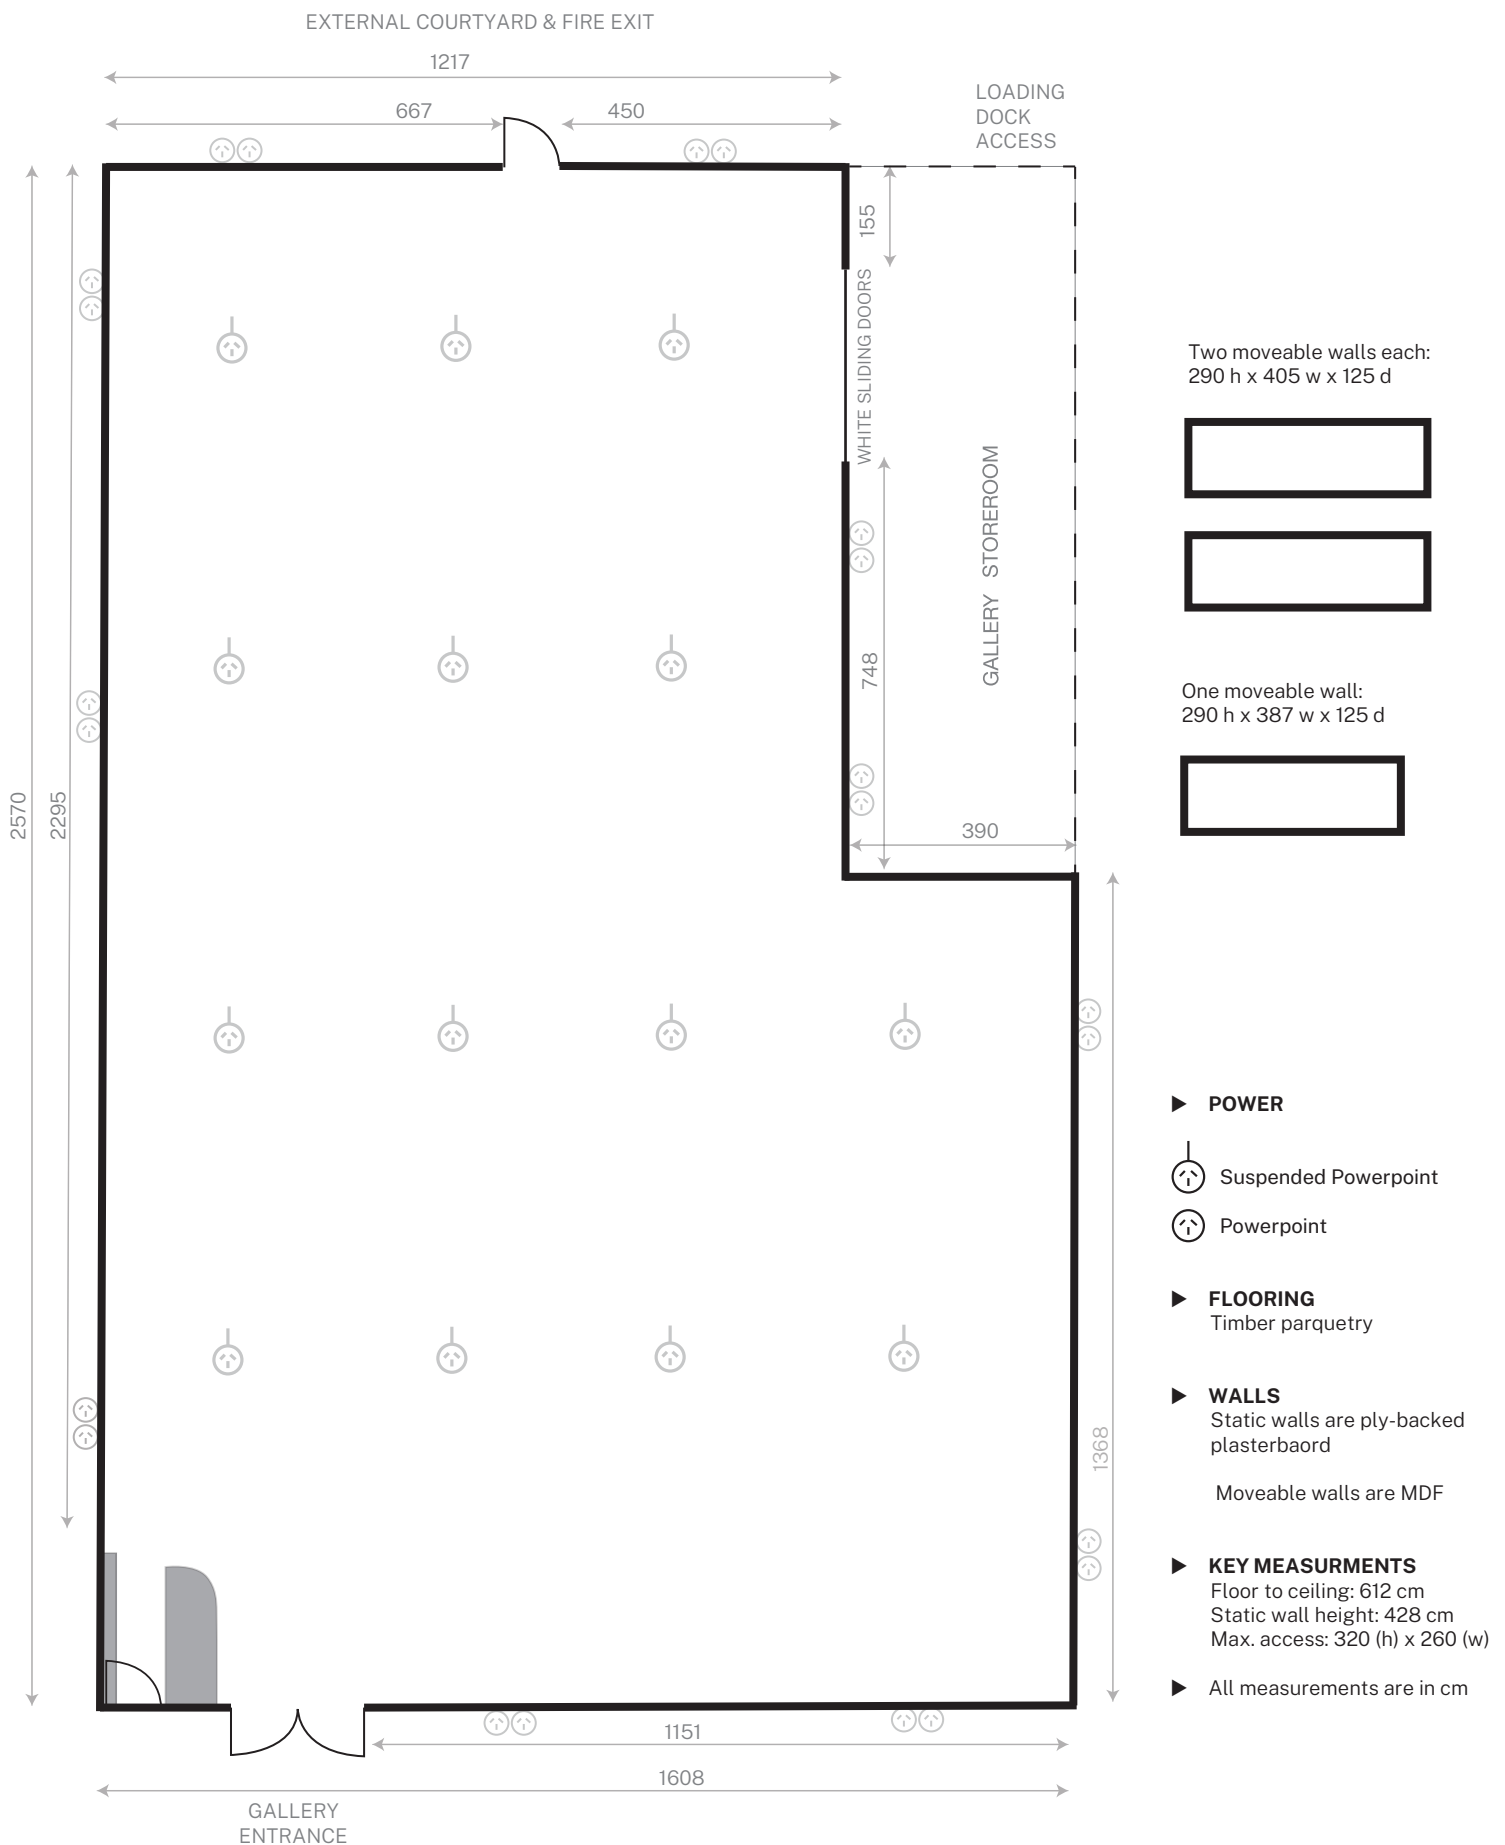 EXTERNAL COURTYARD & FIRE EXIT
1217
667
450
LOADING
DOCK
ACCESS
155
WHITE SLIDING DOORS
GALLERY STOREROOM
748
390
2570
2295
1368
1151
1608
GALLERY
ENTRANCE
Two moveable walls each:
290 h x 405 w x 125 d
One moveable wall:
290 h x 387 w x 125 d
POWER
Suspended Powerpoint
Powerpoint
FLOORING
Timber parquetry
WALLS
Static walls are ply-backed
plasterbaord
Moveable walls are MDF
KEY MEASURMENTS
Floor to ceiling: 612 cm
Static wall height: 428 cm
Max. access: 320 (h) x 260 (w)
All measurements are in cm